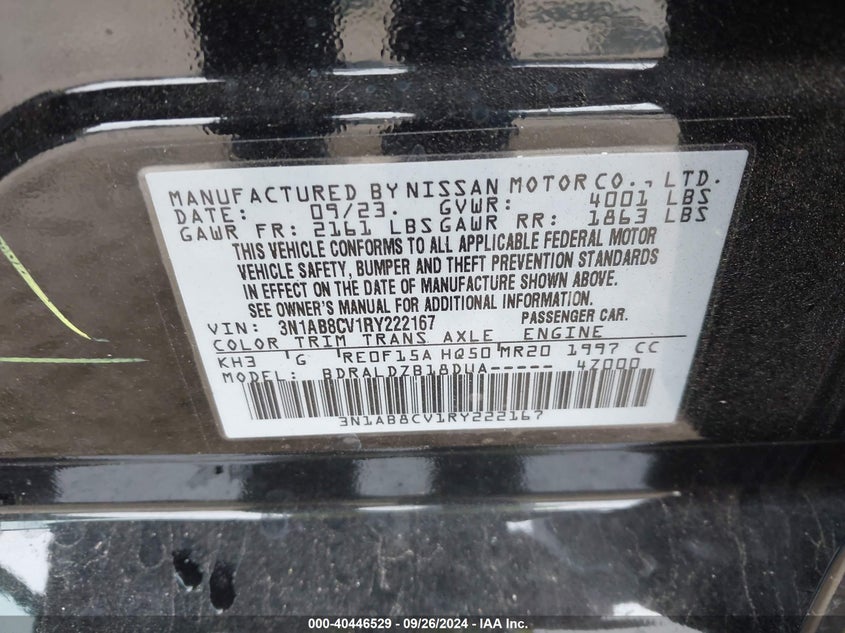 MANUFACTURED BY NISSAN MOTOR CO., LTD.
DATE: 09/23. GVWR: 4001 LBS
GAWR FR: 2161 LBS GAWR RR: 1863 LBS
THIS VEHICLE CONFORMS TO ALL APPLICABLE FEDERAL MOTOR
VEHICLE SAFETY, BUMPER AND THEFT PREVENTION STANDARDS
IN EFFECT ON THE DATE OF MANUFACTURE SHOWN ABOVE.
SEE OWNER'S MANUAL FOR ADDITIONAL INFORMATION.
VIN: 3N1AB8CV1RY222167 PASSENGER CAR.
COLOR TRIM TRANS AXLE ENGINE
KH3 G RE0F15A HQ50 MR20 1997 CC
MODEL: BDRALDZB18DUA----- 4Z000
3N1AB8CV1RY222167
000-40446529 - 09/26/2024 - IAA Inc.